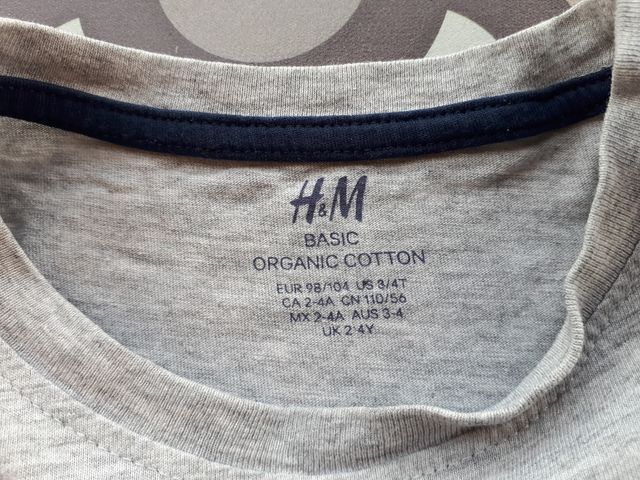 H&M
BASIC
ORGANIC COTTON
EUR 98/104 US 3/4T
CA 2-4A CN 110/56
MX 2-4A AUS 3-4
UK 2-4Y